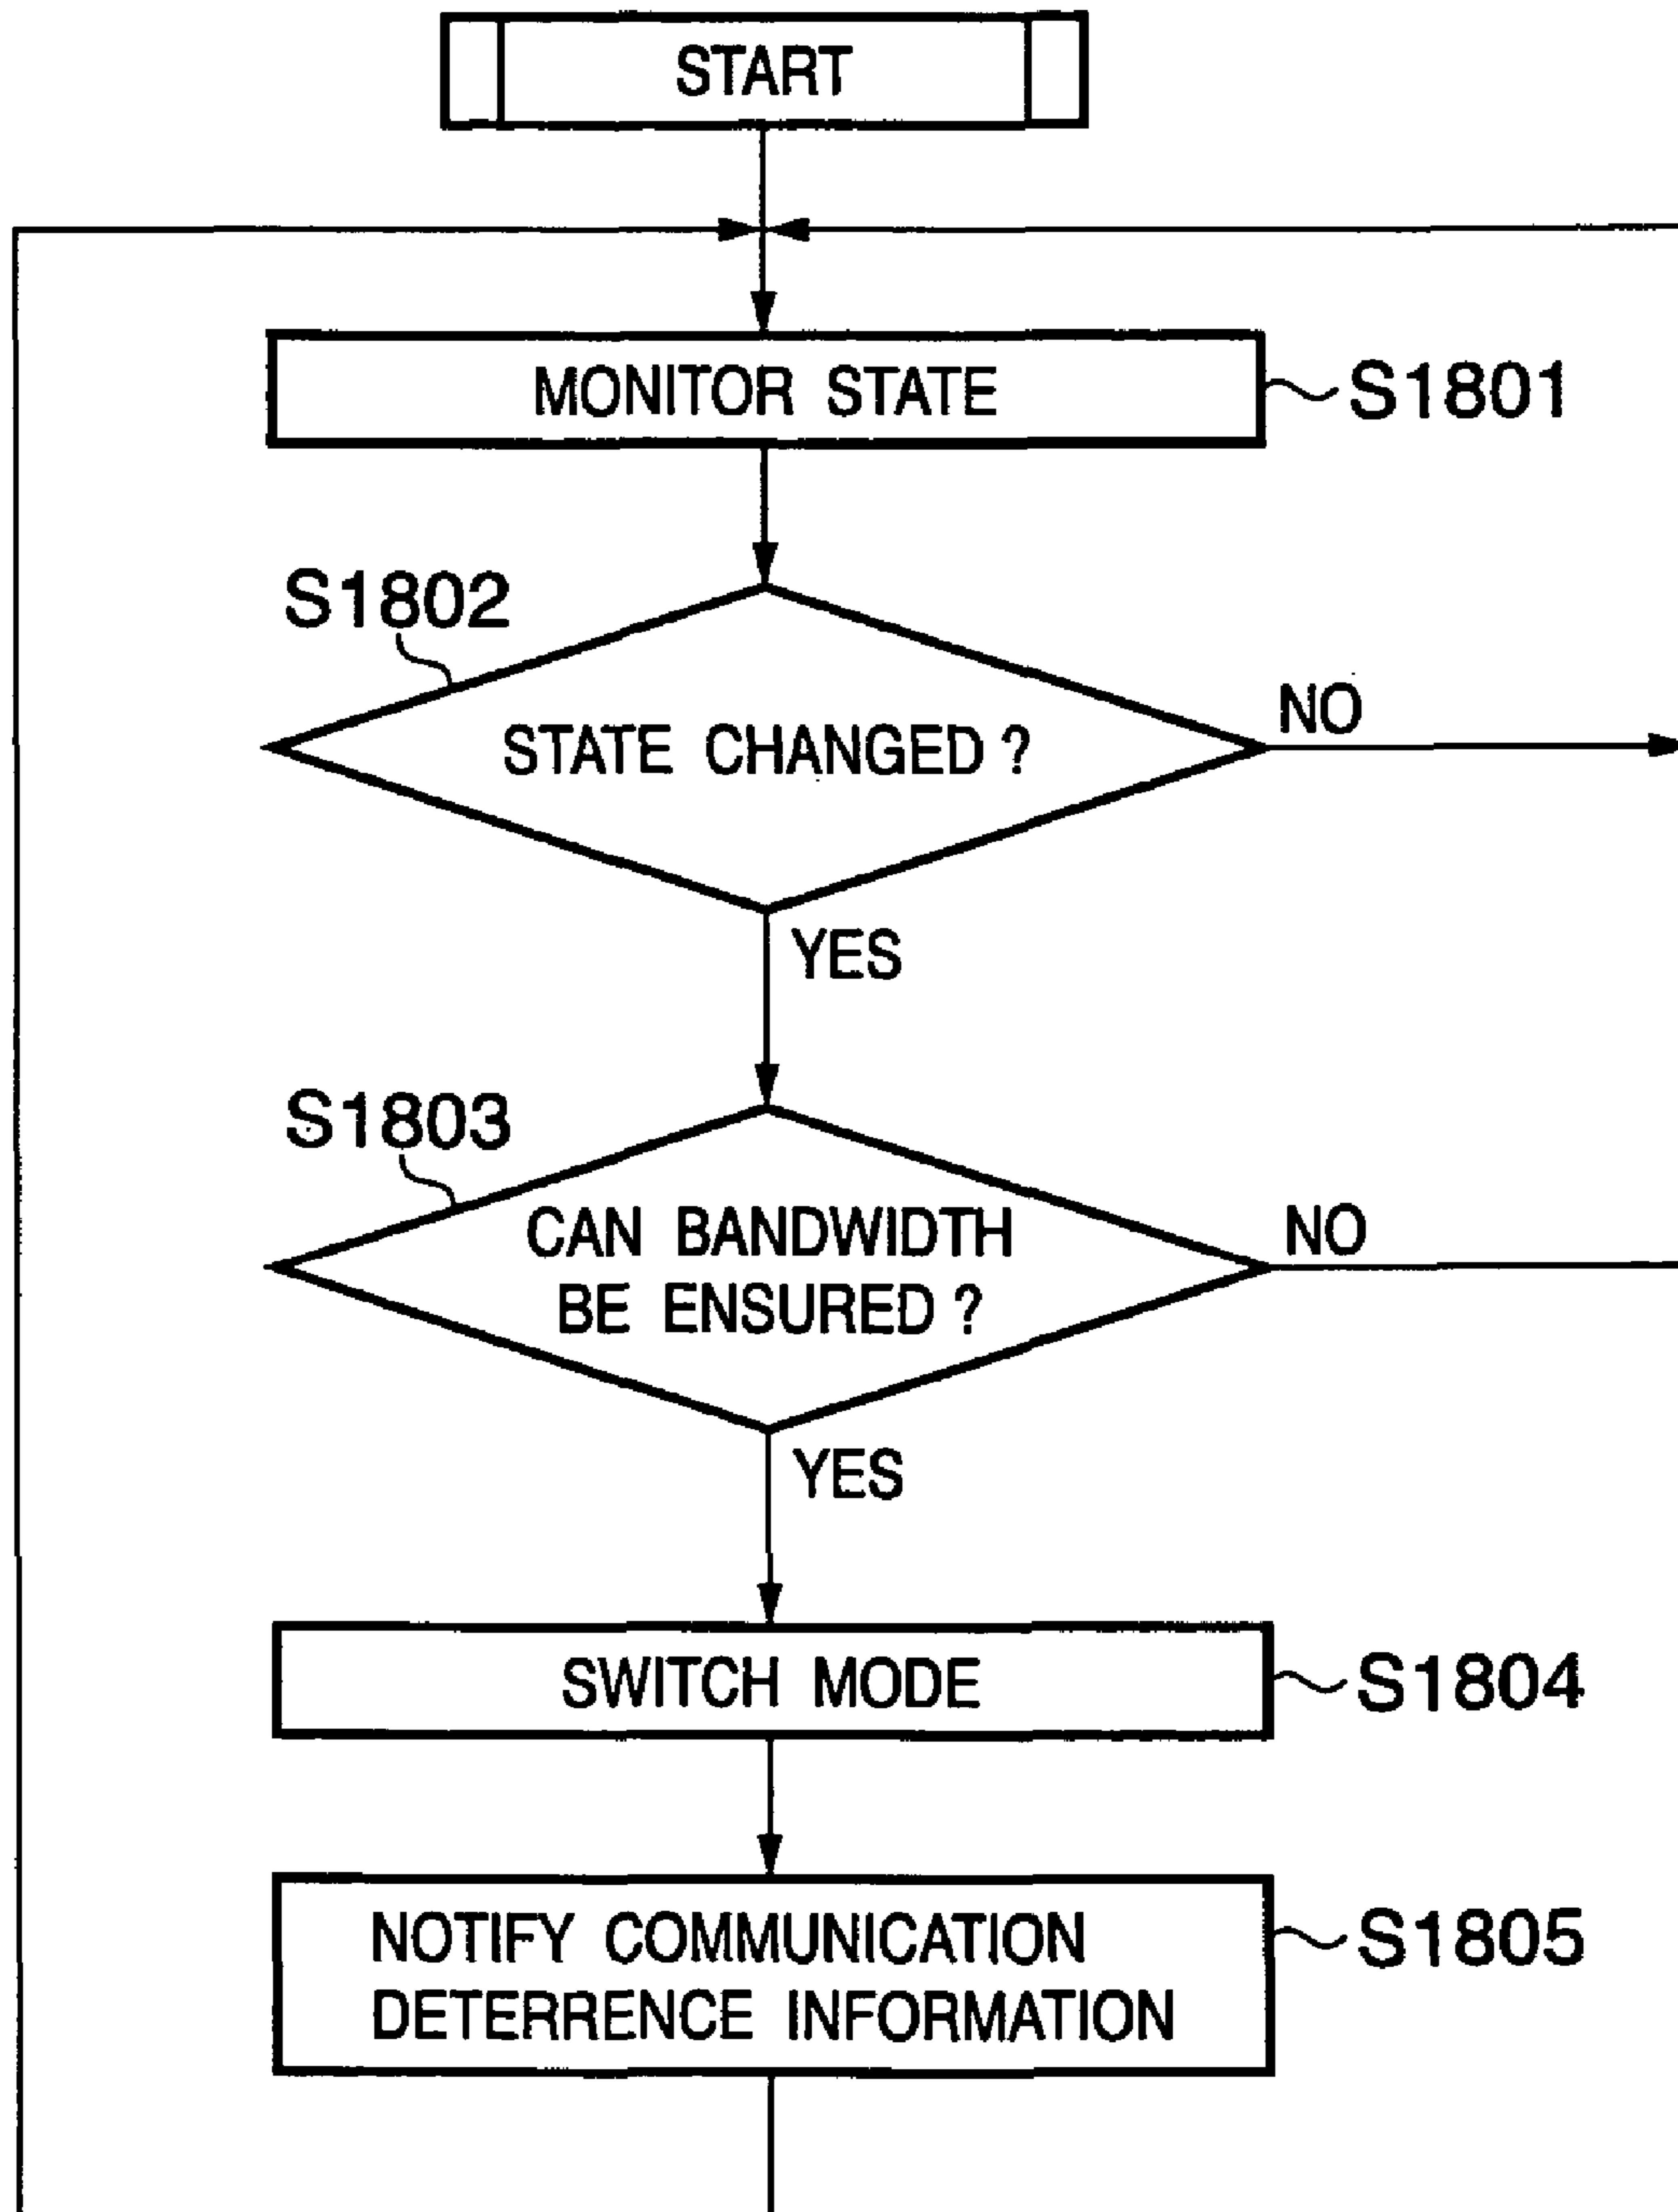 START
MONITOR STATE
S1801
S1802
STATE CHANGED ?
NO
YES
S1803
CAN BANDWIDTH
BE ENSURED ?
NO
YES
SWITCH MODE
S1804
NOTIFY COMMUNICATION
DETERRENCE INFORMATION
S1805